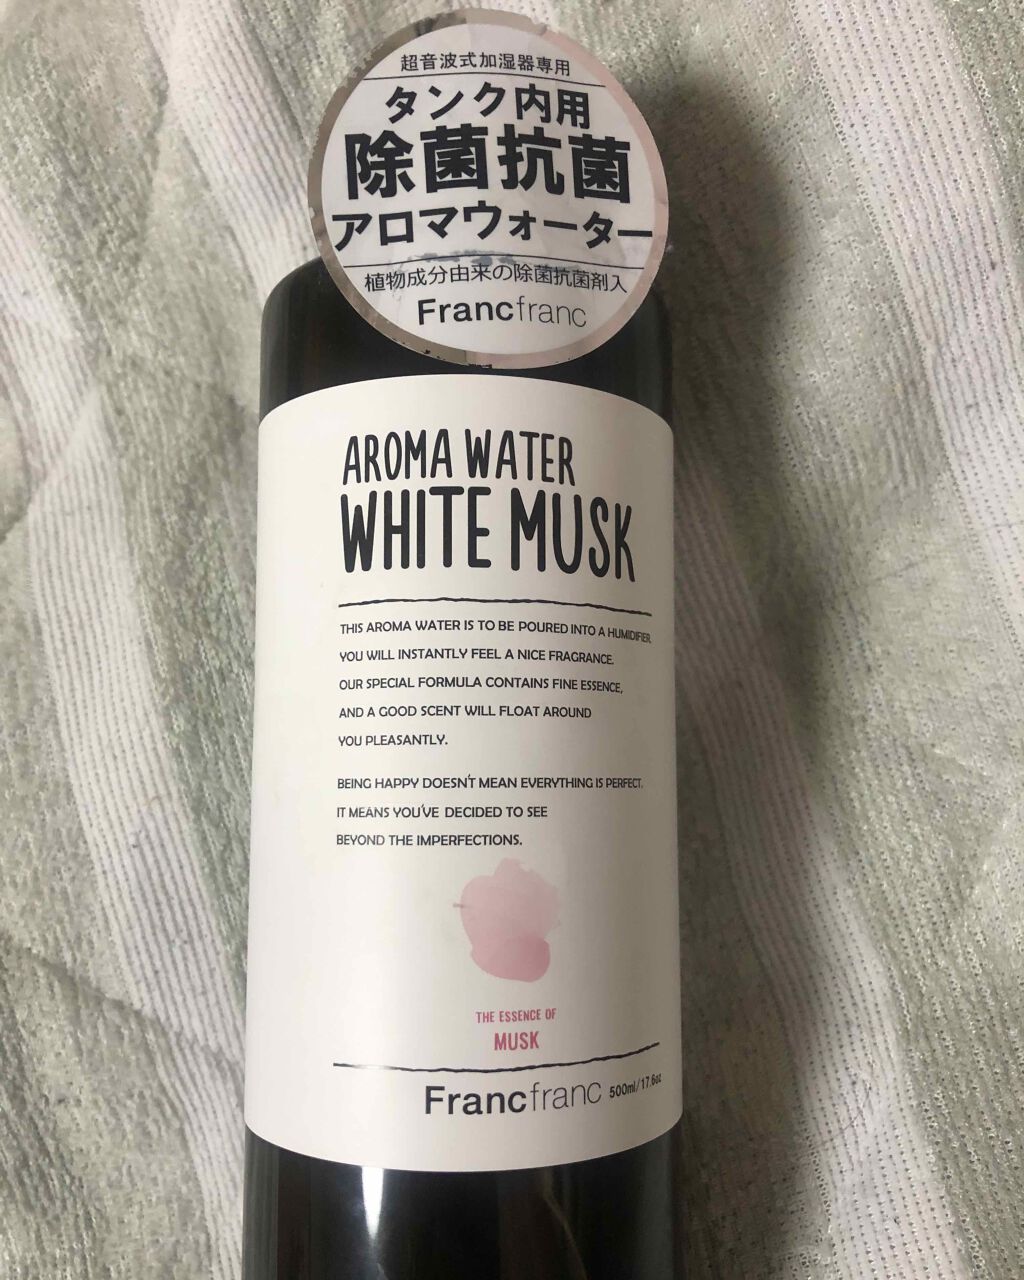 超音波式加湿器専用
タンク内用
除菌抗菌
アロマウォーター
植物成分由来の除菌抗菌剤入
Francfranc
AROMA WATER
WHITE MUSK
THIS AROMA WATER IS TO BE POURED INTO A HUMIDIFIER.
YOU WILL INSTANTLY FEEL A NICE FRAGRANCE.
OUR SPECIAL FORMULA CONTAINS FINE ESSENCE,
AND A GOOD SCENT WILL FLOAT AROUND
YOU PLEASANTLY.
BEING HAPPY DOESN'T MEAN EVERYTHING IS PERFECT.
IT MEANS YOU'VE DECIDED TO SEE
BEYOND THE IMPERFECTIONS.
THE ESSENCE OF
MUSK
Francfranc 500ml/17.6oz